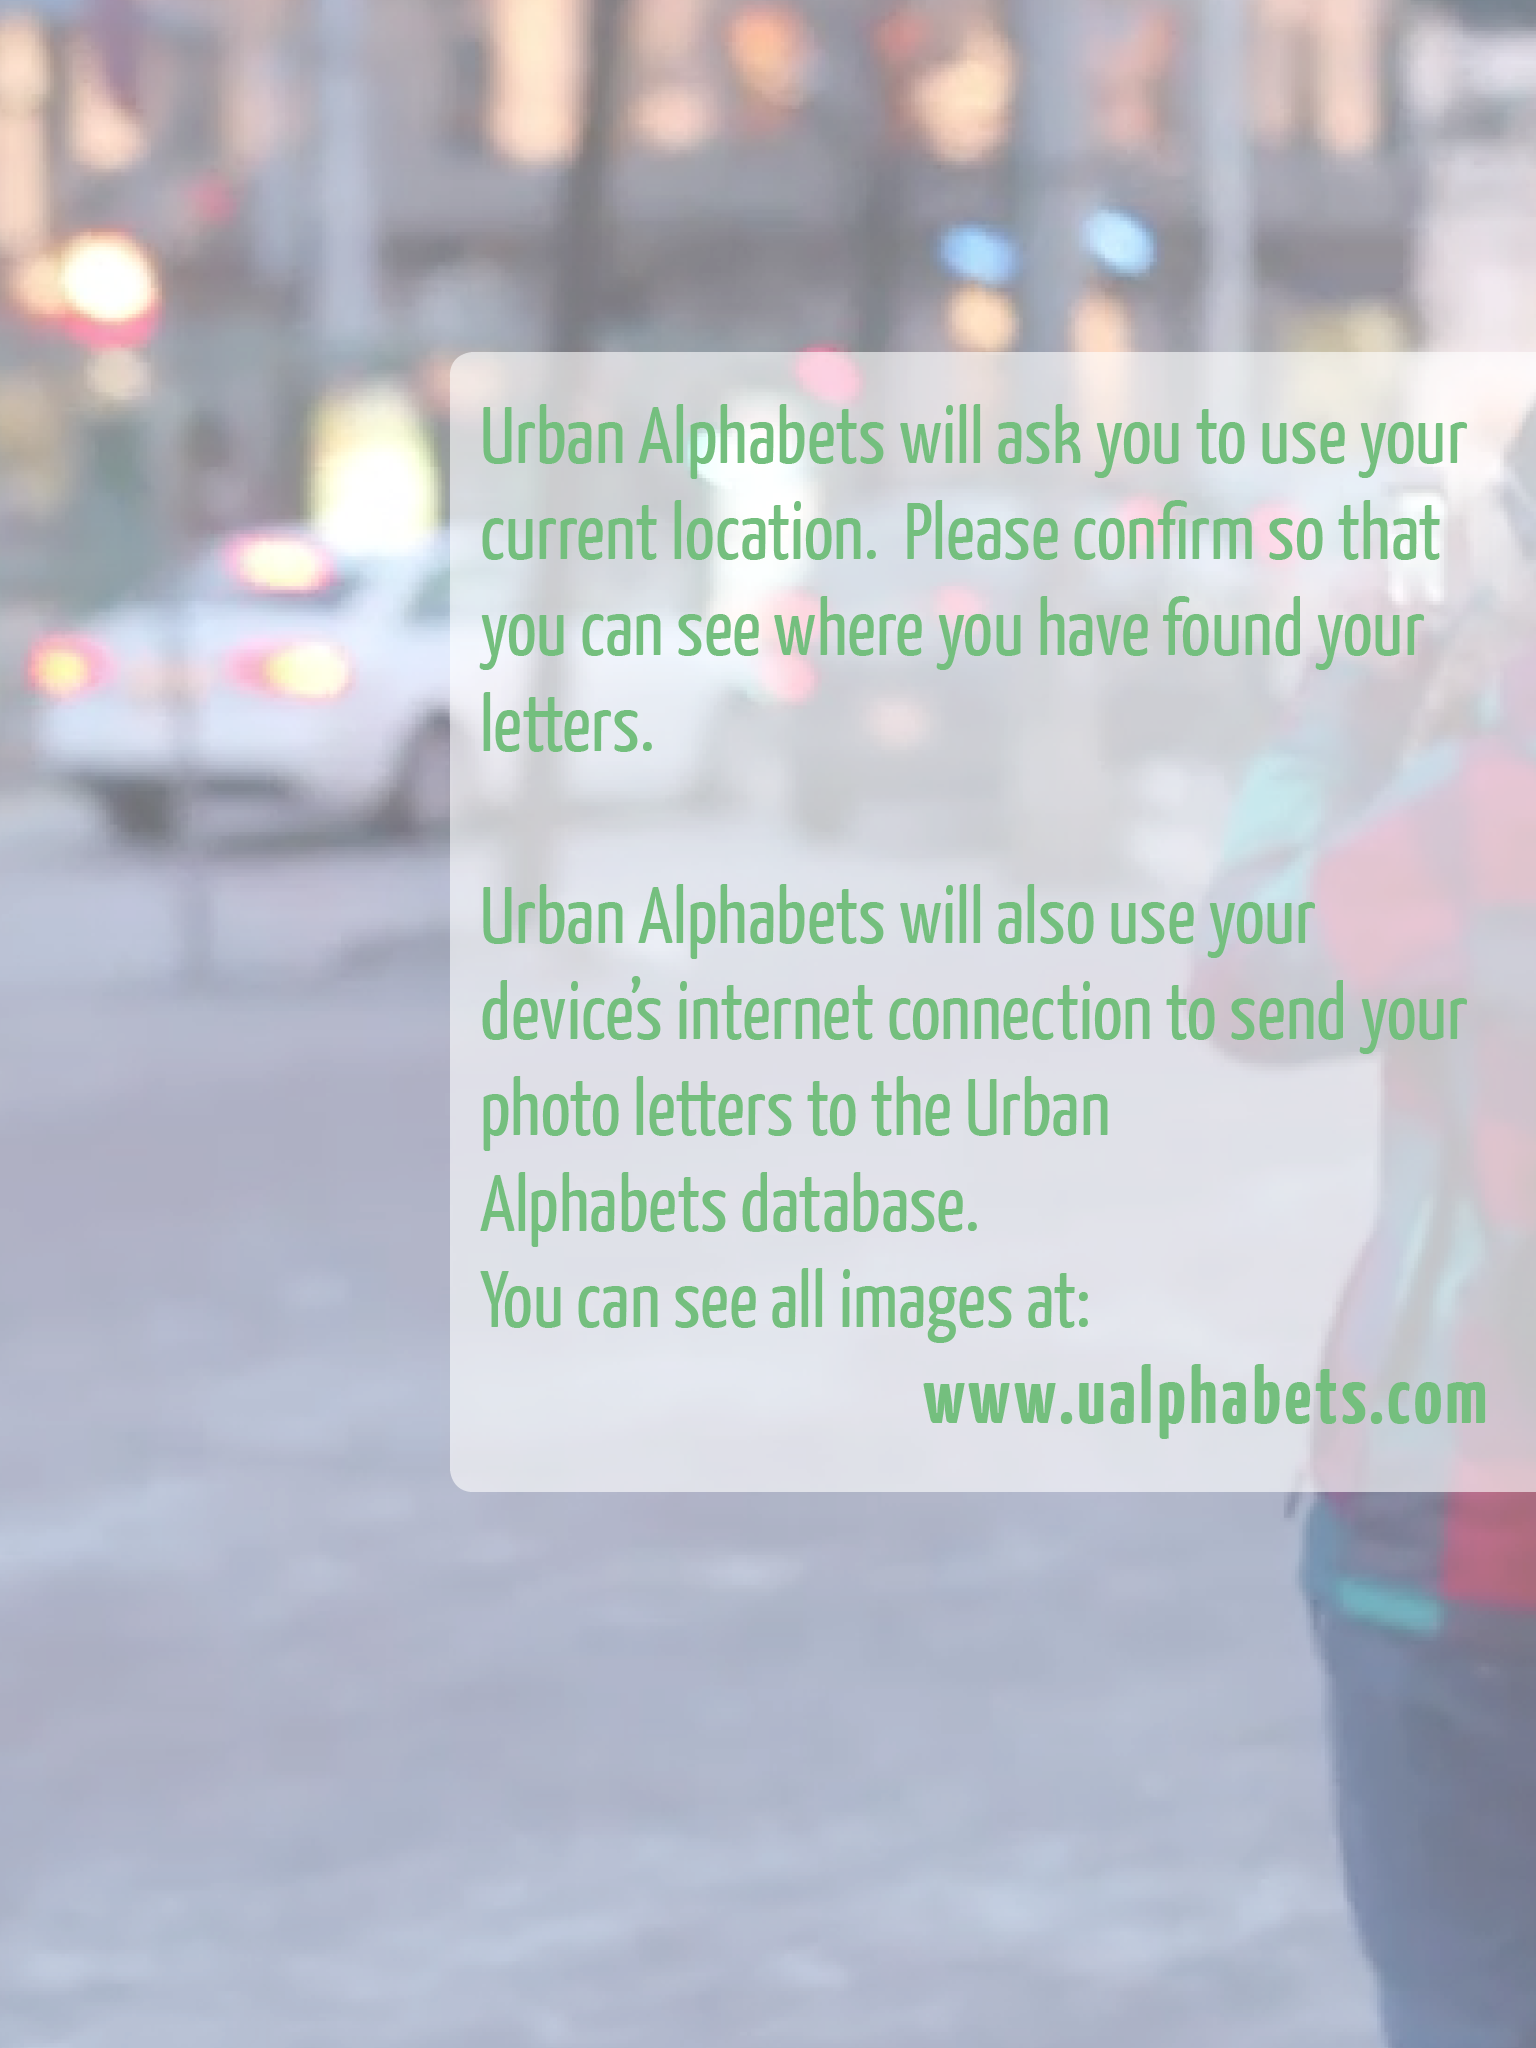 Urban Alphabets will ask you to use your
current location.  Please confirm so that
you can see where you have found your
letters.
Urban Alphabets will also use your
device's internet connection to send your
photo letters to the Urban
Alphabets database.
You can see all images at:
www.ualphabets.com